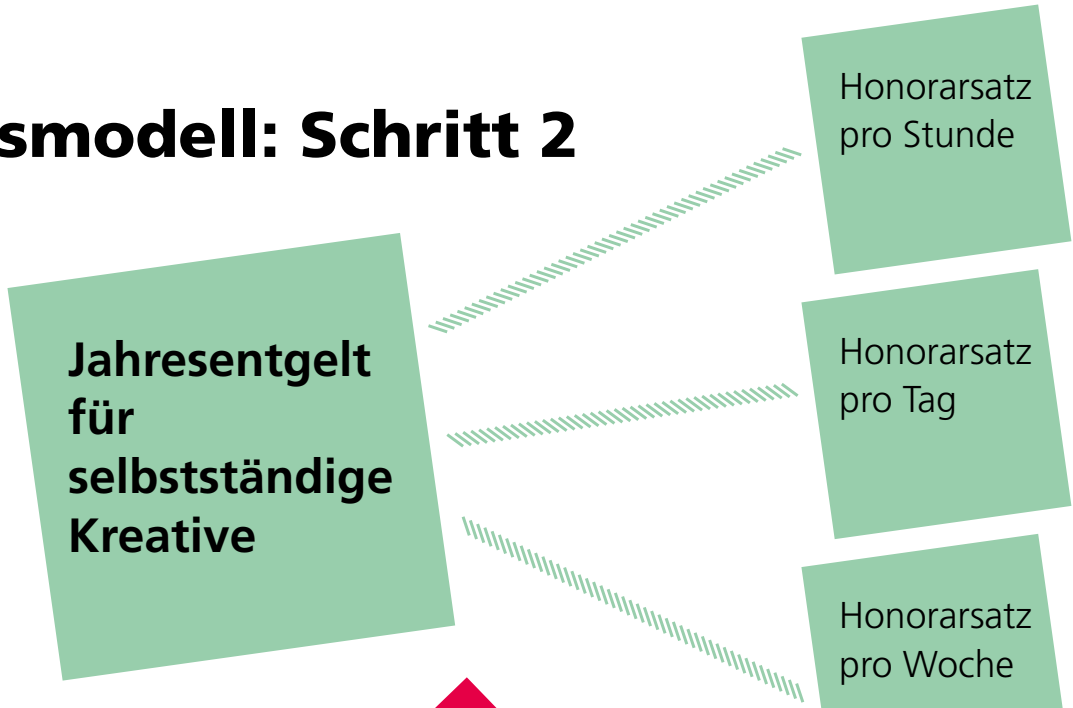 smodell: Schritt 2
Honorarsatz
pro Stunde
Jahresentgelt
für
selbstständige
Kreative
Honorarsatz
pro Tag
Honorarsatz
pro Woche